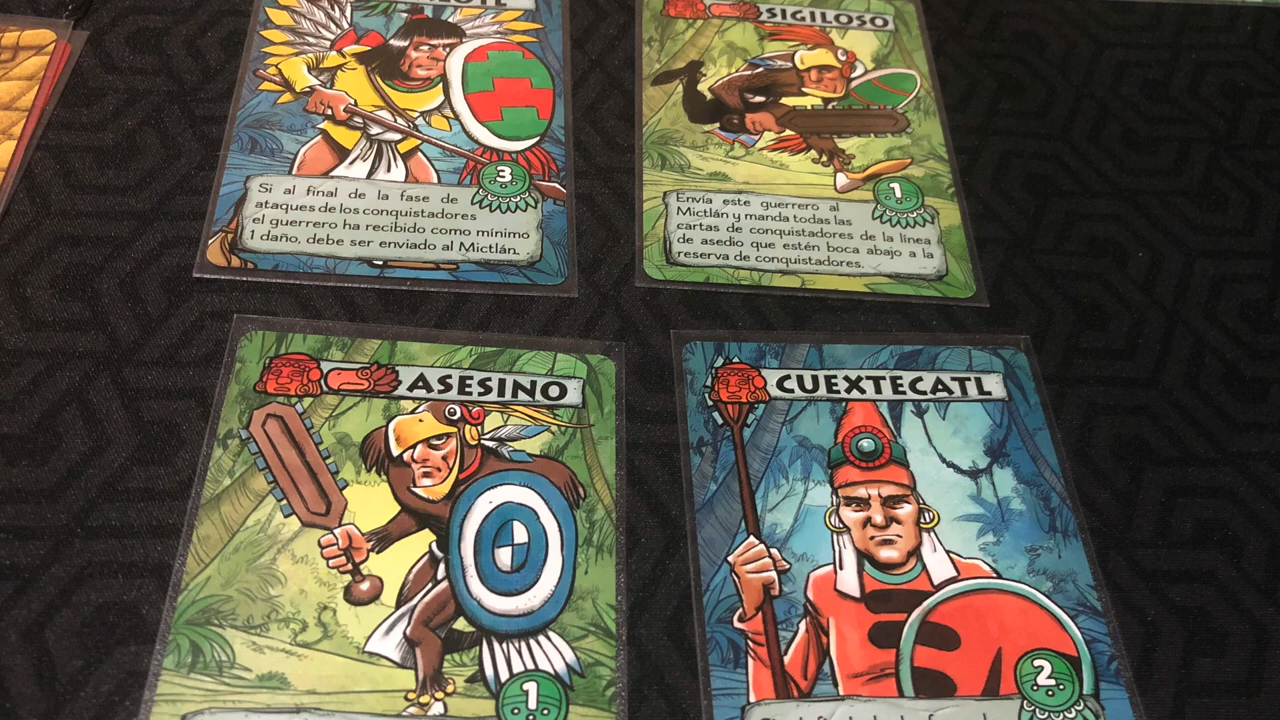 3
Si al final de la fase de
ataques de los conquistadores
el guerrero ha recibido como mínimo
1 daño, debe ser enviado al Mictlán.
SIGILOSO
1
Envía este guerrero al
Mictlán y manda todas las
cartas de conquistadores de la línea
de asedio que estén boca abajo a la
reserva de conquistadores.
ASESINO
1
CUEXTECATL
2